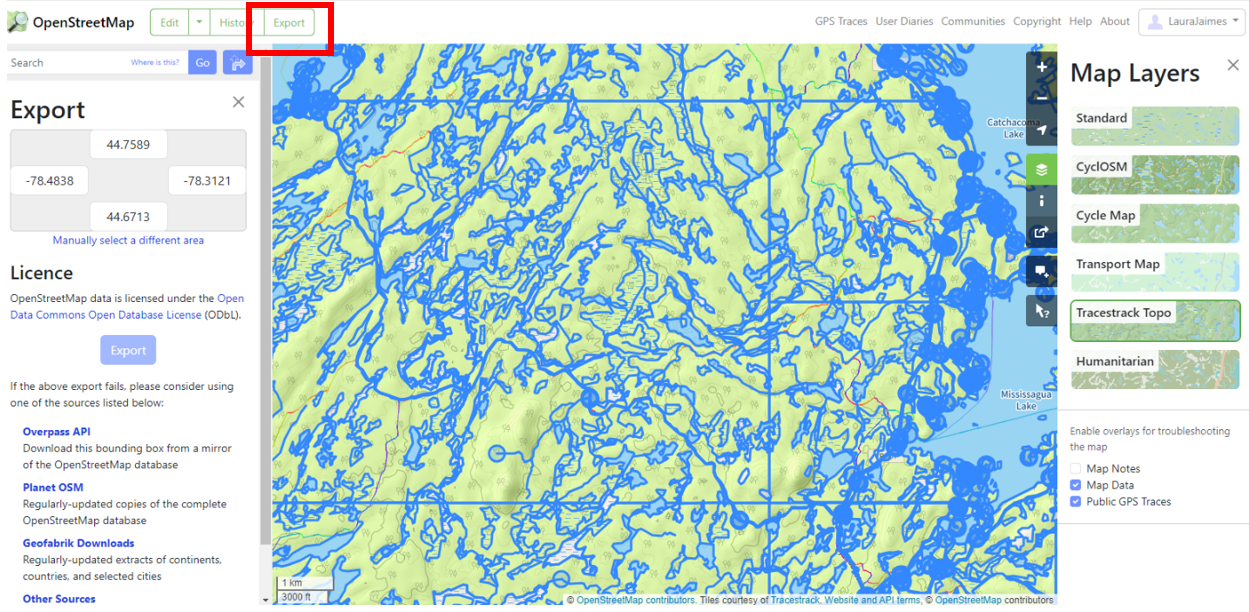 OpenStreetMap
Edit
History
Export
GPS Traces
User Diaries
Communities
Copyright
Help
About
LauraJaimes
Search
Where is this?
Go
Export
44.7589
-78.4838
-78.3121
44.6713
Manually select a different area
Licence
OpenStreetMap data is licensed under the Open
Data Commons Open Database License (ODbL).
Export
If the above export fails, please consider using
one of the sources listed below:
Overpass API
Download this bounding box from a mirror
of the OpenStreetMap database
Planet OSM
Regularly-updated copies of the complete
OpenStreetMap database
Geofabrik Downloads
Regularly-updated extracts of continents,
countries, and selected cities
Other Sources
Catchacoma
Lake
Mississagua
Lake
1 km
3000 ft
© OpenStreetMap contributors. Tiles courtesy of Tracestrack. Website and API terms, © OpenStreetMap contributors
Map Layers
Standard
CyclOSM
Cycle Map
Transport Map
Tracestrack Topo
Humanitarian
Enable overlays for troubleshooting
the map
Map Notes
Map Data
Public GPS Traces